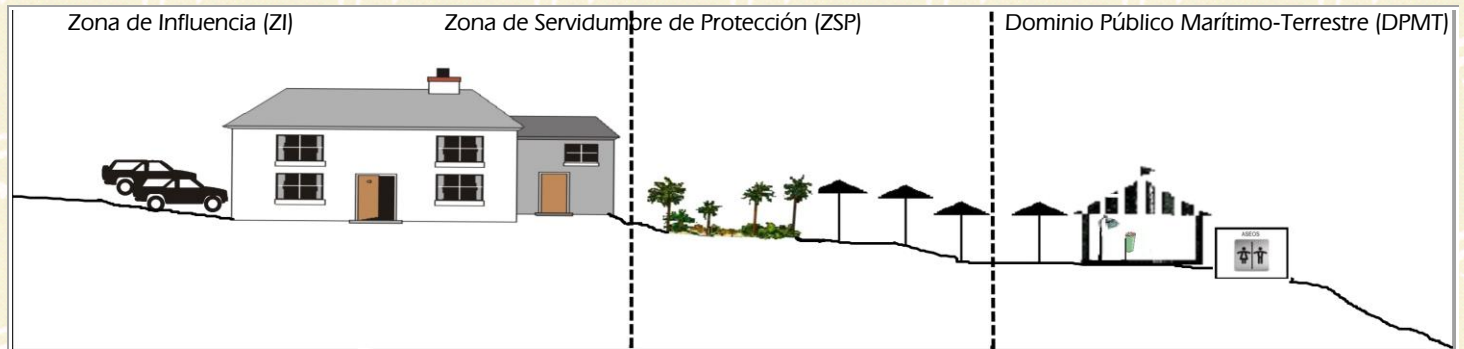 Zona de Influencia (ZI)
Zona de Servidumbre de Protección (ZSP)
Dominio Público Marítimo-Terrestre (DPMT)
ASEOS